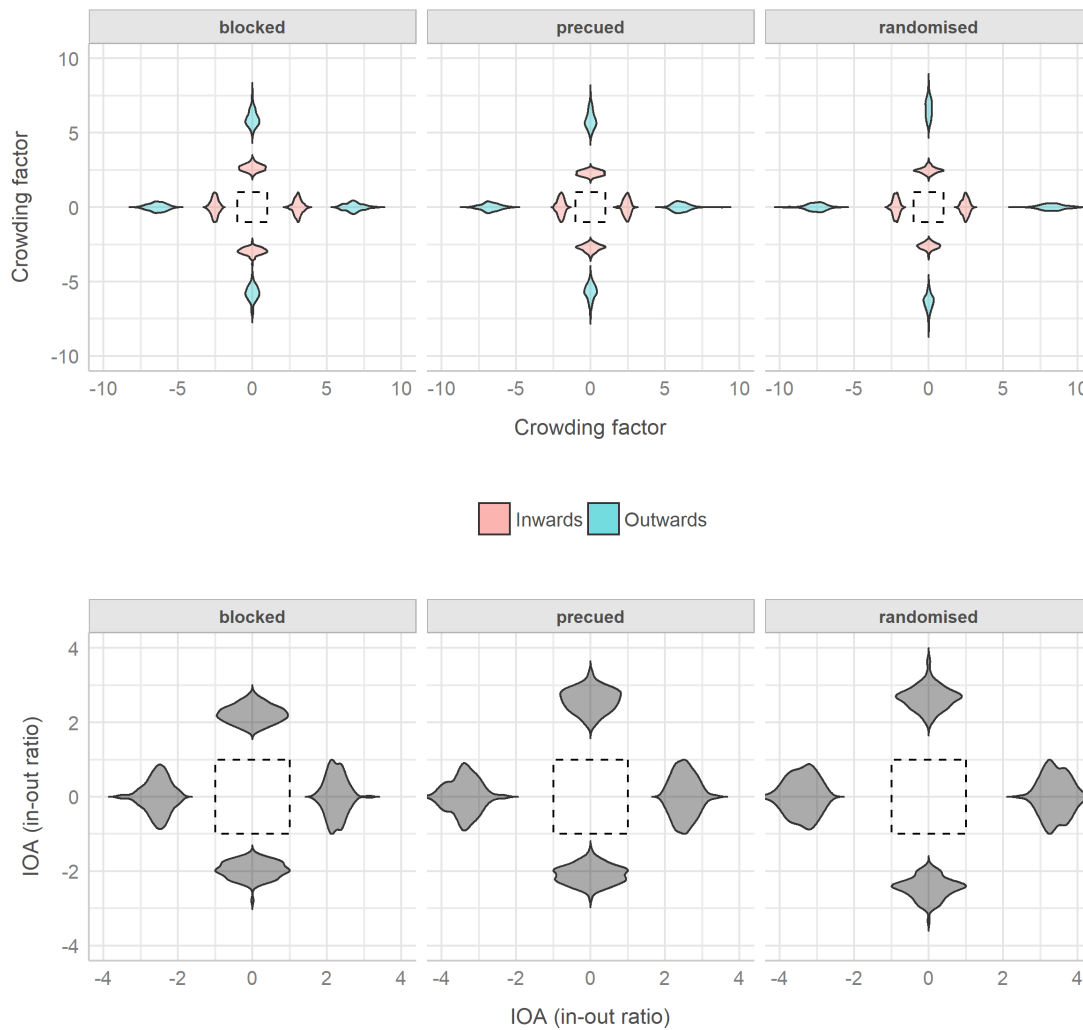 blocked precued randomised
10
5
0
-5
-10
Crowding factor
-10 -5 0 5 10 -10 -5 0 5 10 -10 -5 0 5 10
Crowding factor
Inwards Outwards
blocked precued randomised
4
2
0
-2
-4
IOA (in-out ratio)
-4 -2 0 2 4 -4 -2 0 2 4 -4 -2 0 2 4
IOA (in-out ratio)